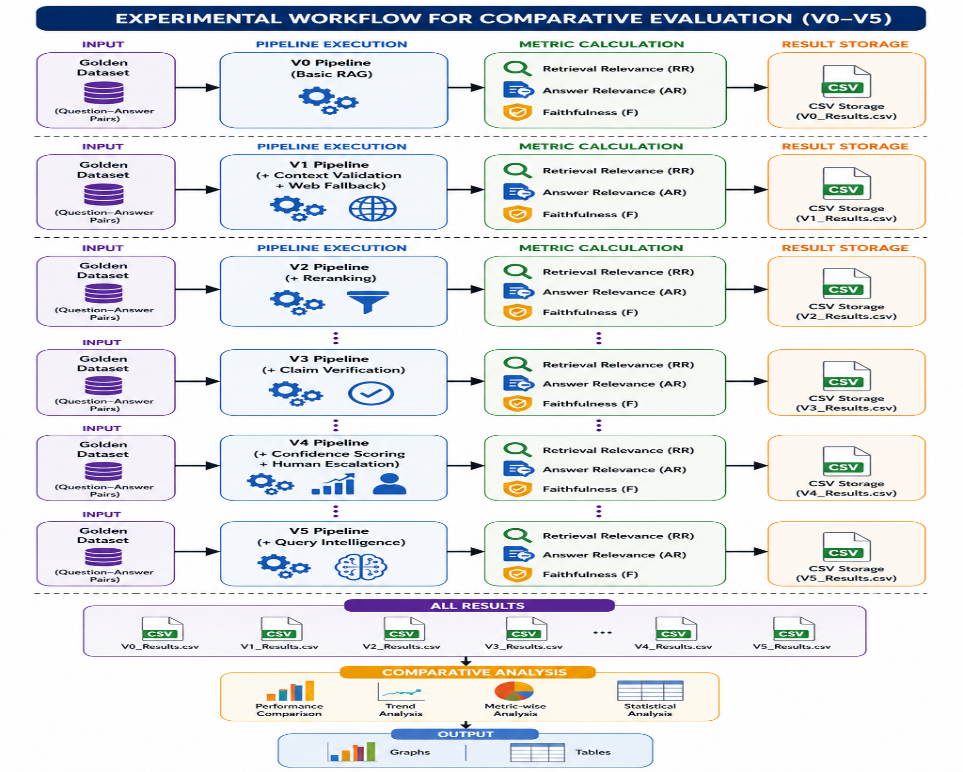 EXPERIMENTAL WORKFLOW FOR COMPARATIVE EVALUATION (V0–V5)
INPUT
PIPELINE EXECUTION
METRIC CALCULATION
RESULT STORAGE
Golden
Dataset
(Question–Answer
Pairs)
V0 Pipeline
(Basic RAG)
Retrieval Relevance (RR)
Answer Relevance (AR)
Faithfulness (F)
CSV
CSV Storage
(V0_Results.csv)
INPUT
PIPELINE EXECUTION
METRIC CALCULATION
RESULT STORAGE
Golden
Dataset
(Question–Answer
Pairs)
V1 Pipeline
(+ Context Validation
+ Web Fallback)
Retrieval Relevance (RR)
Answer Relevance (AR)
Faithfulness (F)
CSV
CSV Storage
(V1_Results.csv)
INPUT
PIPELINE EXECUTION
METRIC CALCULATION
RESULT STORAGE
Golden
Dataset
(Question–Answer
Pairs)
V2 Pipeline
(+ Reranking)
Retrieval Relevance (RR)
Answer Relevance (AR)
Faithfulness (F)
CSV
CSV Storage
(V2_Results.csv)
INPUT
Golden
Dataset
(Question–Answer
Pairs)
V3 Pipeline
(+ Claim Verification)
Retrieval Relevance (RR)
Answer Relevance (AR)
Faithfulness (F)
CSV
CSV Storage
(V3_Results.csv)
INPUT
Golden
Dataset
(Question–Answer
Pairs)
V4 Pipeline
(+ Confidence Scoring
+ Human Escalation)
Retrieval Relevance (RR)
Answer Relevance (AR)
Faithfulness (F)
CSV
CSV Storage
(V4_Results.csv)
INPUT
Golden
Dataset
(Question–Answer
Pairs)
V5 Pipeline
(+ Query Intelligence)
Retrieval Relevance (RR)
Answer Relevance (AR)
Faithfulness (F)
CSV
CSV Storage
(V5_Results.csv)
ALL RESULTS
CSV CSV CSV CSV ... CSV CSV
V0_Results.csv V1_Results.csv V2_Results.csv V3_Results.csv V4_Results.csv V5_Results.csv
COMPARATIVE ANALYSIS
Performance
Comparison
Trend
Analysis
Metric-wise
Analysis
Statistical
Analysis
OUTPUT
Graphs
Tables